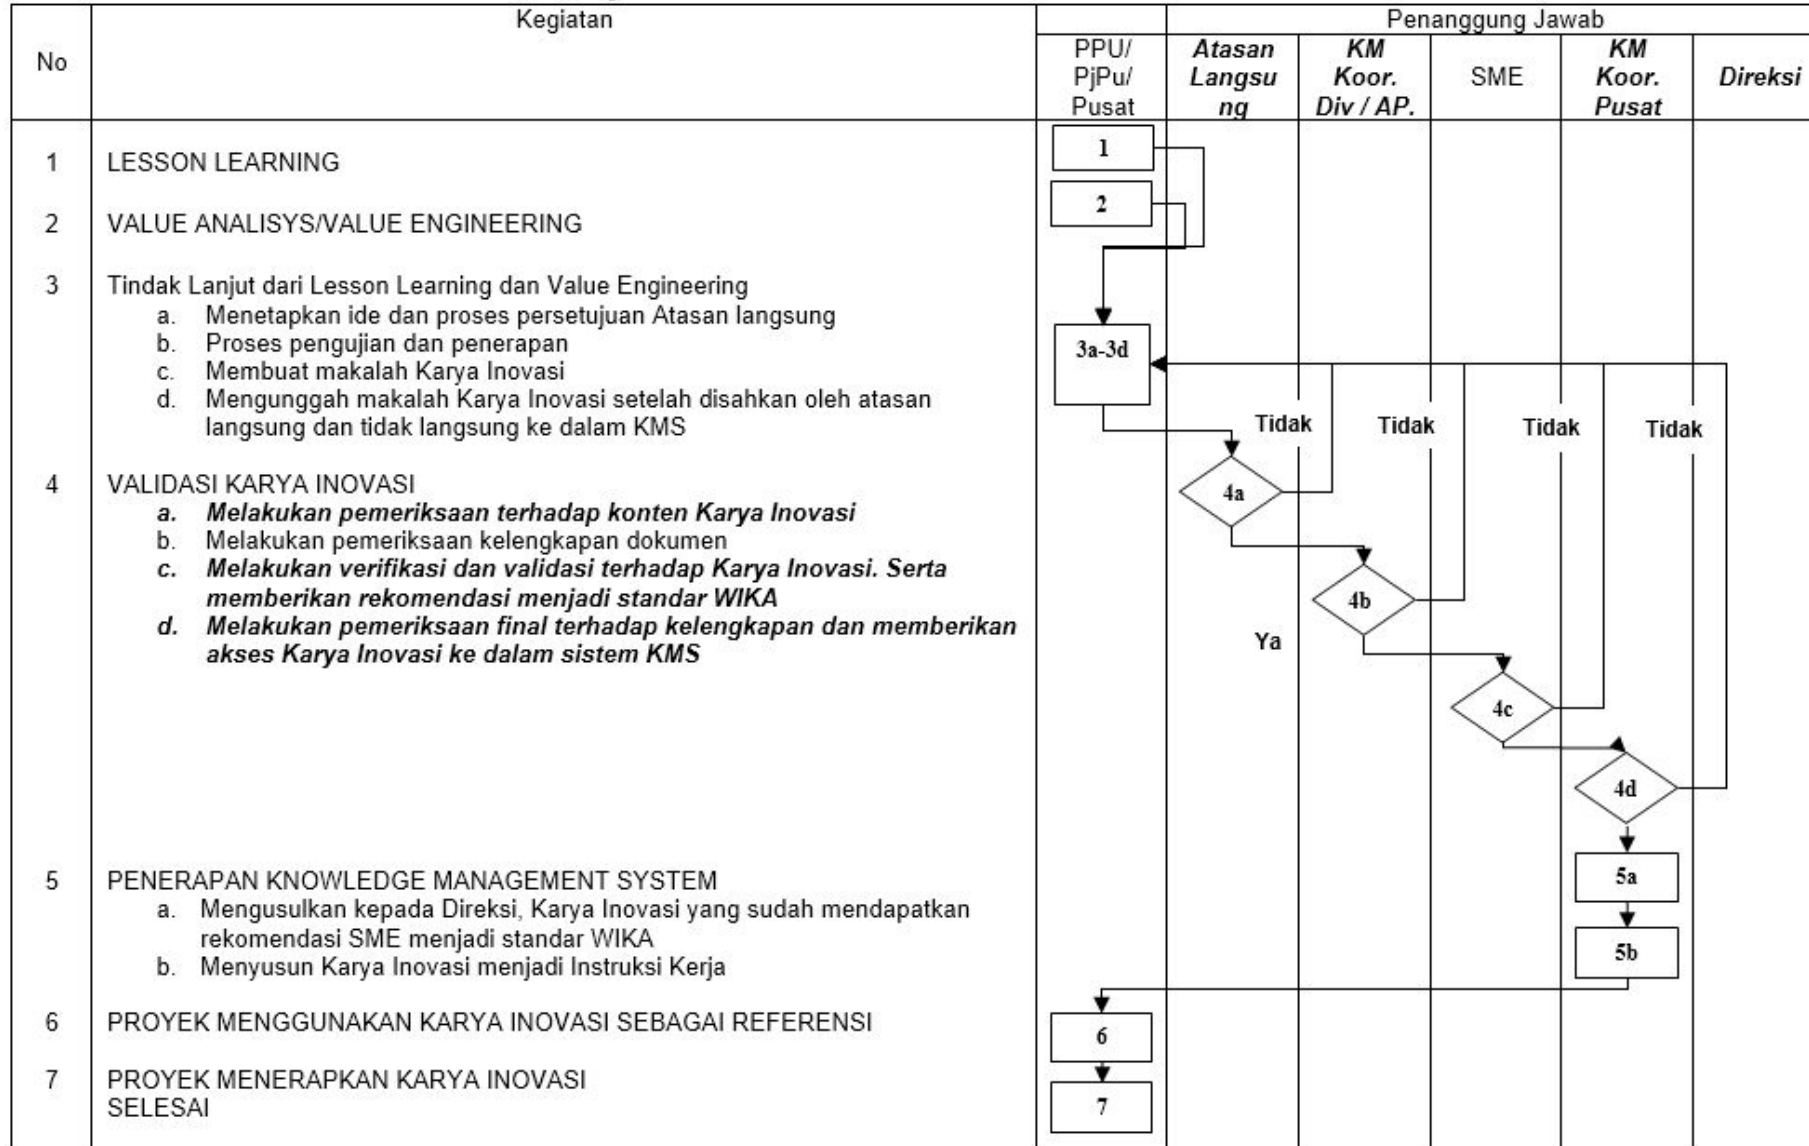 Kegiatan
Penanggung Jawab
No
PPU/
PjPu/
Pusat
Atasan
Langsu
ng
KM
Koor.
Div / AP.
SME
KM
Koor.
Pusat
Direksi
1 LESSON LEARNING
1
2 VALUE ANALISYS/VALUE ENGINEERING
2
3 Tindak Lanjut dari Lesson Learning dan Value Engineering
a. Menetapkan ide dan proses persetujuan Atasan langsung
b. Proses pengujian dan penerapan
c. Membuat makalah Karya Inovasi
d. Mengunggah makalah Karya Inovasi setelah disahkan oleh atasan
langsung dan tidak langsung ke dalam KMS
3a-3d
Tidak Tidak Tidak Tidak
4 VALIDASI KARYA INOVASI
a. Melakukan pemeriksaan terhadap konten Karya Inovasi
b. Melakukan pemeriksaan kelengkapan dokumen
c. Melakukan verifikasi dan validasi terhadap Karya Inovasi. Serta
memberikan rekomendasi menjadi standar WIKA
d. Melakukan pemeriksaan final terhadap kelengkapan dan memberikan
akses Karya Inovasi ke dalam sistem KMS
4a
4b
Ya
4c
4d
5 PENERAPAN KNOWLEDGE MANAGEMENT SYSTEM
a. Mengusulkan kepada Direksi, Karya Inovasi yang sudah mendapatkan
rekomendasi SME menjadi standar WIKA
b. Menyusun Karya Inovasi menjadi Instruksi Kerja
5a
5b
6 PROYEK MENGGUNAKAN KARYA INOVASI SEBAGAI REFERENSI
6
7 PROYEK MENERAPKAN KARYA INOVASI
SELESAI
7